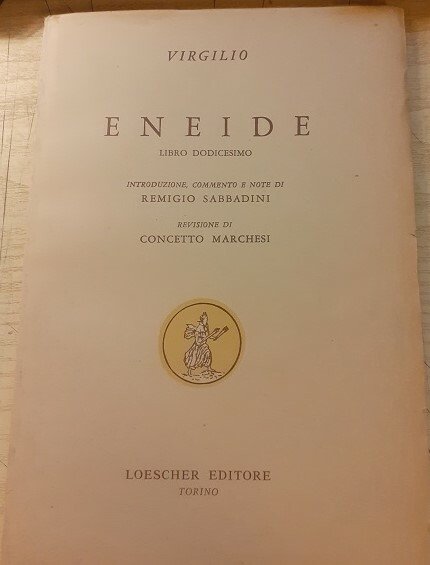 VIRGILIO
ENEIDE
LIBRO DODICESIMO
INTRODUZIONE, COMMENTO E NOTE DI
REMIGIO SABBADINI
REVISIONE DI
CONCETTO MARCHESI
LOESCHER EDITORE
TORINO